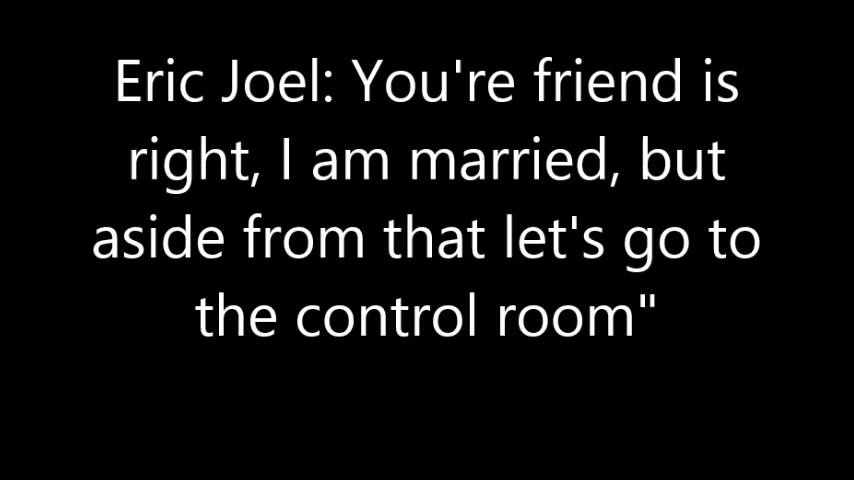 Eric Joel: You're friend is
right, I am married, but
aside from that let's go to
the control room"